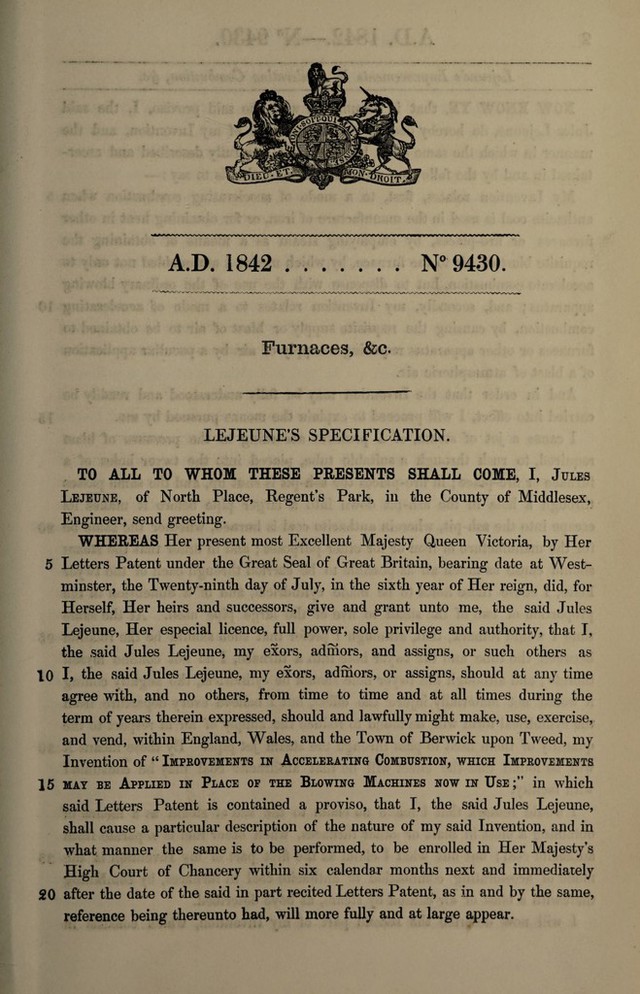 DIEU · ET · MON · DROIT ·
A.D. 1842 . . . . . . . Nº 9430.
Furnaces, &c.
LEJEUNE'S SPECIFICATION.
TO ALL TO WHOM THESE PRESENTS SHALL COME, I, JULES
LEJEUNE, of North Place, Regent's Park, in the County of Middlesex,
Engineer, send greeting.
WHEREAS Her present most Excellent Majesty Queen Victoria, by Her
5 Letters Patent under the Great Seal of Great Britain, bearing date at West-
minster, the Twenty-ninth day of July, in the sixth year of Her reign, did, for
Herself, Her heirs and successors, give and grant unto me, the said Jules
Lejeune, Her especial licence, full power, sole privilege and authority, that I,
the said Jules Lejeune, my exõrs, adm̃ors, and assigns, or such others as
10 I, the said Jules Lejeune, my exõrs, adm̃ors, or assigns, should at any time
agree with, and no others, from time to time and at all times during the
term of years therein expressed, should and lawfully might make, use, exercise,
and vend, within England, Wales, and the Town of Berwick upon Tweed, my
Invention of "IMPROVEMENTS IN ACCELERATING COMBUSTION, WHICH IMPROVEMENTS
15 MAY BE APPLIED IN PLACE OF THE BLOWING MACHINES NOW IN USE;" in which
said Letters Patent is contained a proviso, that I, the said Jules Lejeune,
shall cause a particular description of the nature of my said Invention, and in
what manner the same is to be performed, to be enrolled in Her Majesty's
High Court of Chancery within six calendar months next and immediately
20 after the date of the said in part recited Letters Patent, as in and by the same,
reference being thereunto had, will more fully and at large appear.